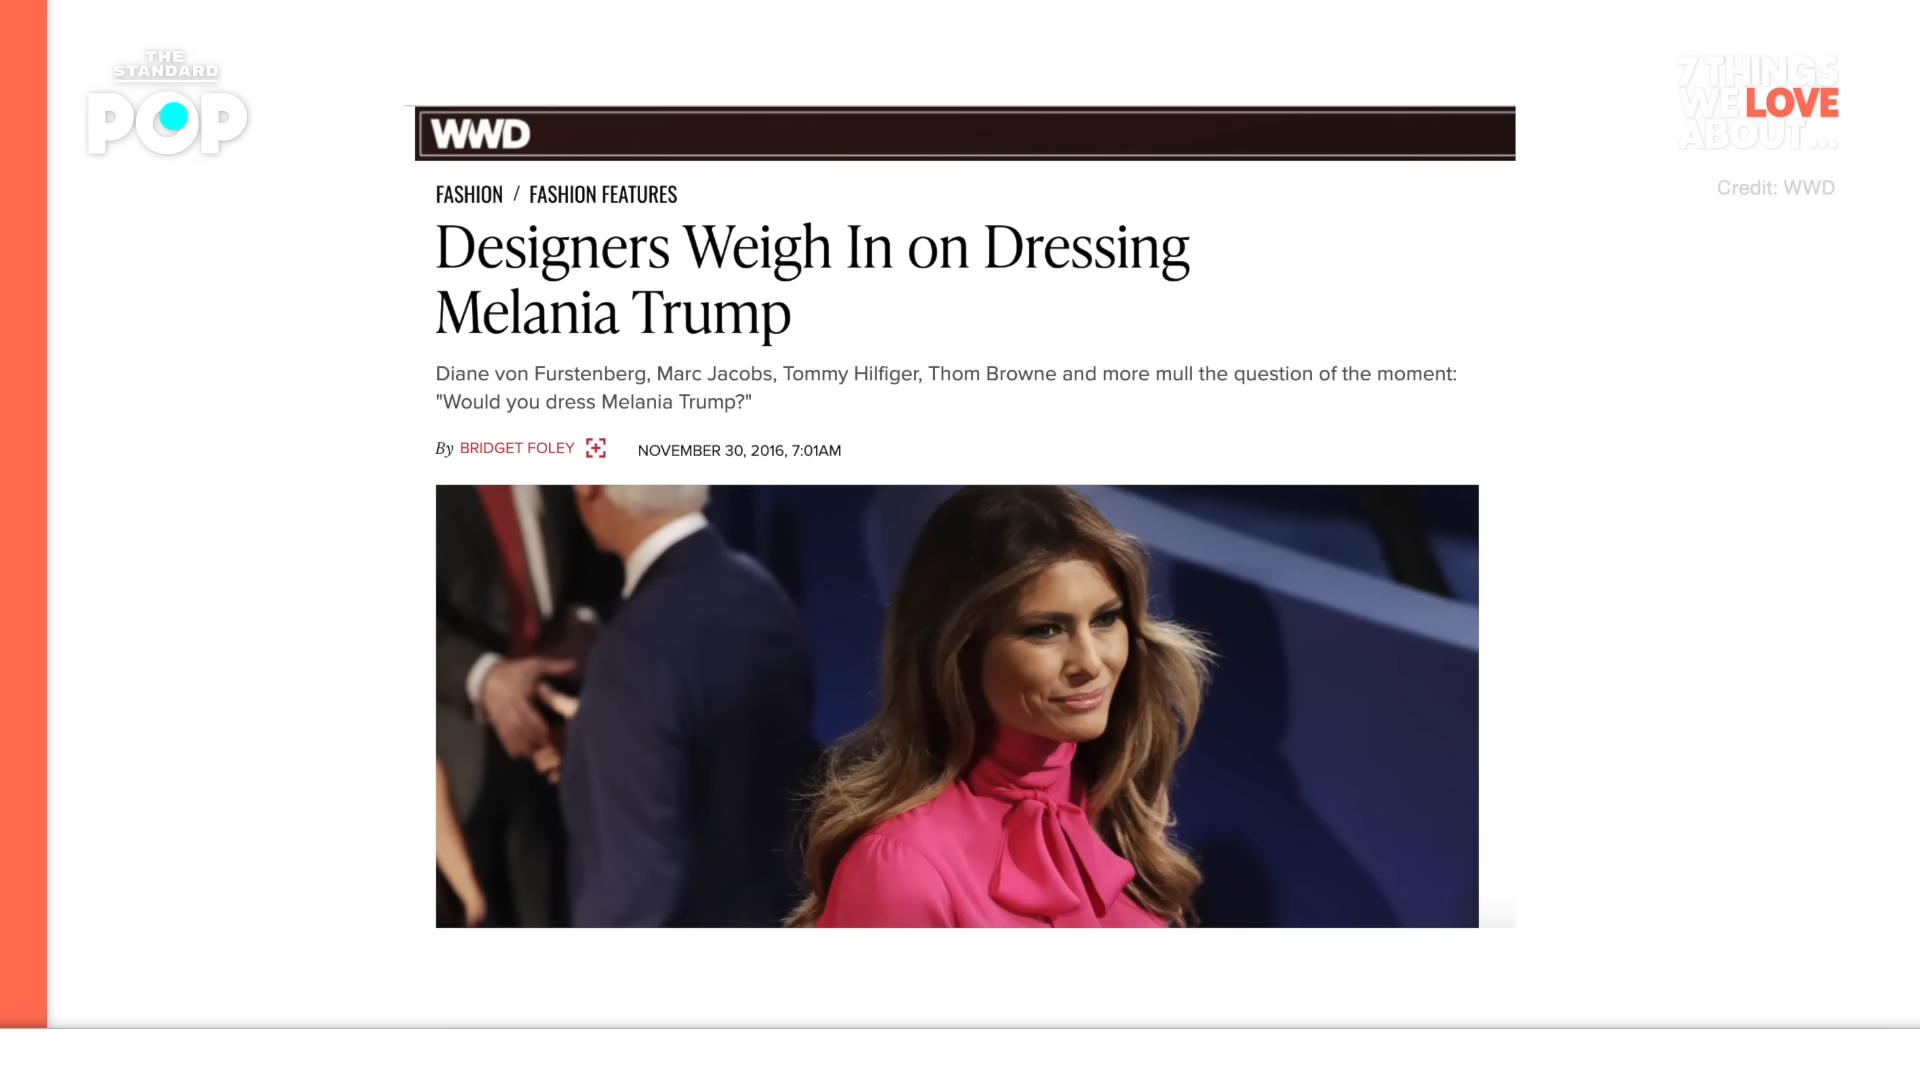 THE
STANDARD
POP
7 THINGS
WE LOVE
ABOUT...
Credit: WWD
WWD
FASHION / FASHION FEATURES
Designers Weigh In on Dressing
Melania Trump
Diane von Furstenberg, Marc Jacobs, Tommy Hilfiger, Thom Browne and more mull the question of the moment:
"Would you dress Melania Trump?"
By BRIDGET FOLEY NOVEMBER 30, 2016, 7:01AM